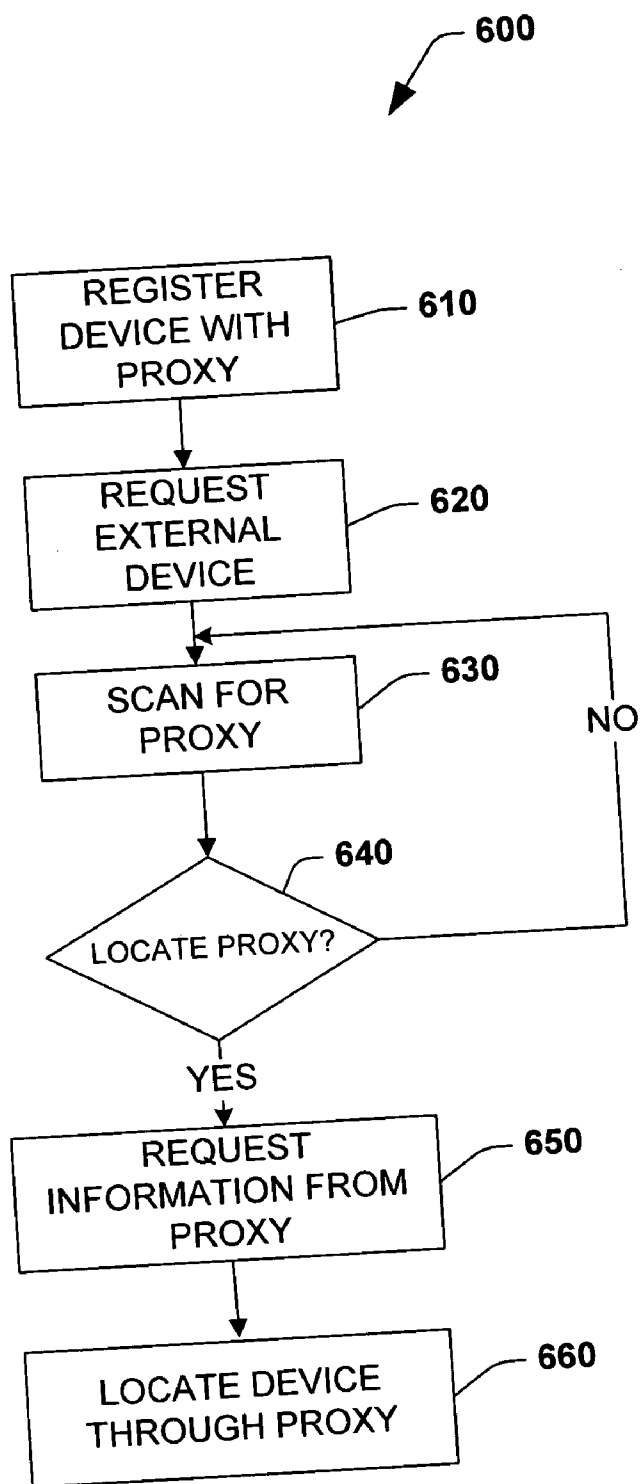 600
REGISTER
DEVICE WITH
PROXY
610
REQUEST
EXTERNAL
DEVICE
620
SCAN FOR
PROXY
630
NO
640
LOCATE PROXY?
YES
REQUEST
INFORMATION FROM
PROXY
650
LOCATE DEVICE
THROUGH PROXY
660